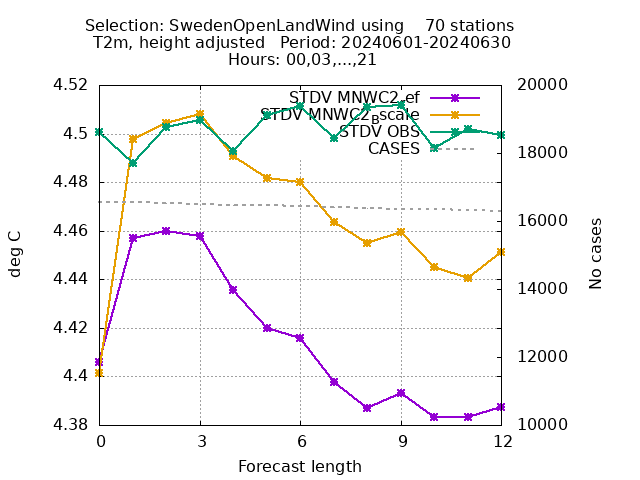 Selection: SwedenOpenLandWind using    70 stations
T2m, height adjusted   Period: 20240601-20240630
Hours: 00,03,...,21
STDV MNWC2_ref
STDV MNWC2_Bscale
STDV OBS
CASES
deg C
No cases
4.52
4.5
4.48
4.46
4.44
4.42
4.4
4.38
20000
18000
16000
14000
12000
10000
0
3
6
9
12
Forecast length